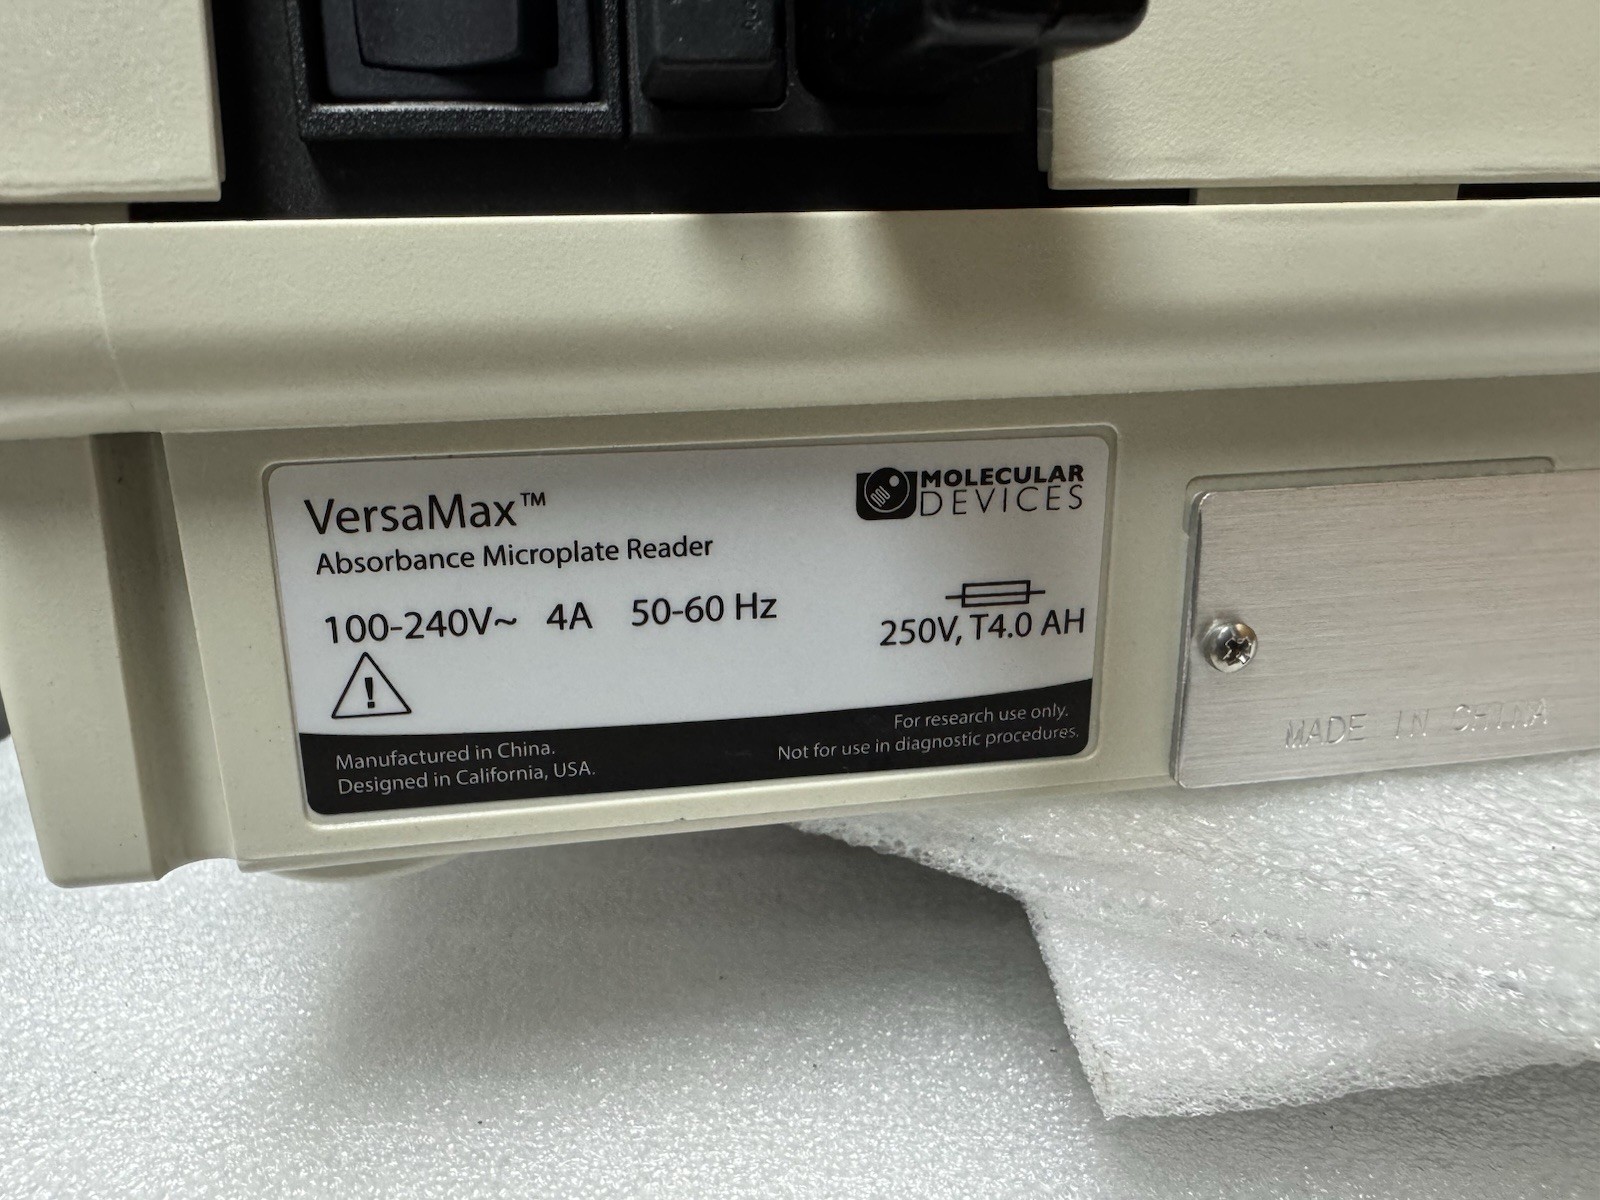 VersaMax™
Absorbance Microplate Reader
MOLECULAR
DEVICES
100-240V~ 4A 50-60 Hz
250V, T4.0 AH
!
Manufactured in China.
Designed in California, USA.
For research use only.
Not for use in diagnostic procedures.
MADE IN CHINA